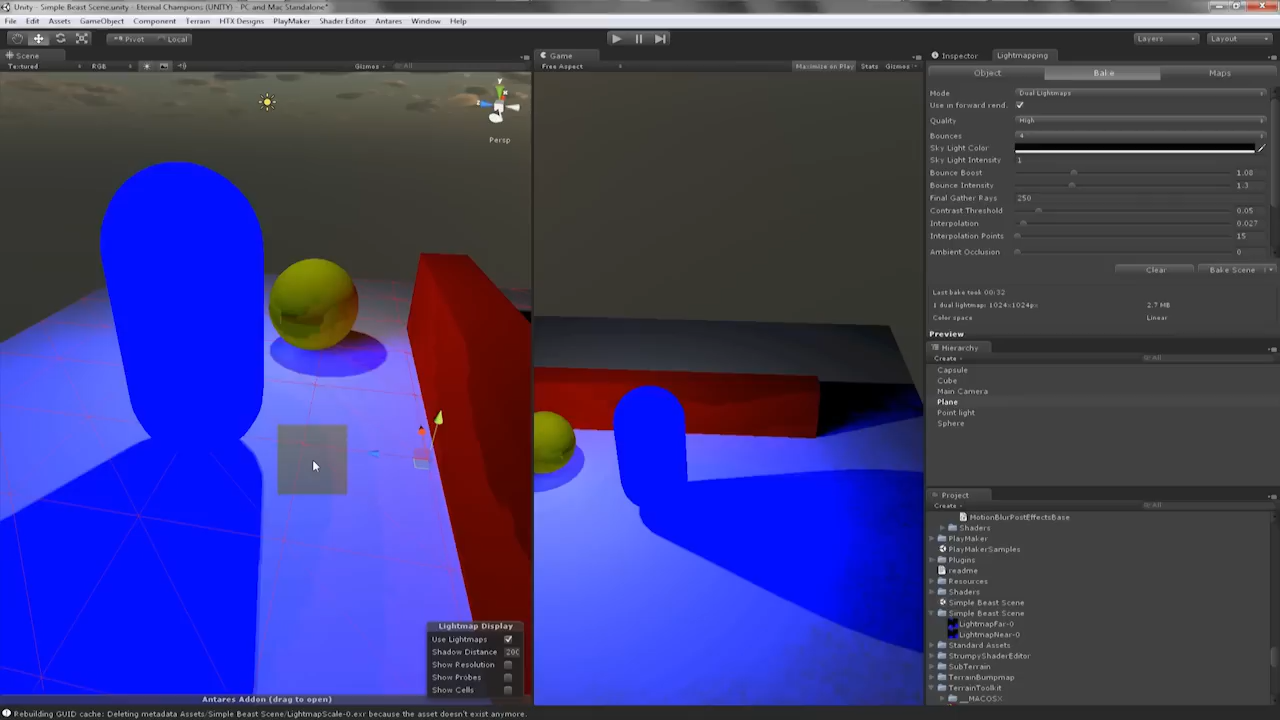 Unity - Simple Beast Scene.unity - Eternal Champions (UNITY) - PC and Mac Standalone*
File Edit Assets GameObject Component Terrain HTX Designs PlayMaker Shader Editor Antares Window Help
Pivot Local Layers Layout
Scene Game Inspector Lightmapping
Textured RGB Gizmos All Free Aspect Maximize on Play Stats Gizmos
Object Bake Maps
Mode Dual Lightmaps
Use in forward rend.
Quality High
Bounces 4
Sky Light Color
Sky Light Intensity 1
Bounce Boost 1.08
Bounce Intensity 1.3
Final Gather Rays 250
Contrast Threshold 0.05
Interpolation 0.027
Interpolation Points 15
Ambient Occlusion 0
Clear Bake Scene
Last bake took 00:32
1 dual lightmap: 1024x1024px 2.7 MB
Color space Linear
Preview
Hierarchy
Create All
Capsule
Cube
Main Camera
Plane
Point light
Sphere
Project
Create All
MotionBlurPostEffectsBase
Shaders
PlayMaker
PlayMakerSamples
Plugins
readme
Resources
Shaders
Simple Beast Scene
Simple Beast Scene
LightmapFar-0
LightmapNear-0
Standard Assets
StrumpyShaderEditor
SubTerrain
TerrainBumpmap
TerrainToolkit
__MACOSX
y
x
z
Persp
Lightmap Display
Use Lightmaps
Shadow Distance 200
Show Resolution
Show Probes
Show Cells
Antares Addon (drag to open)
Rebuilding GUID cache: Deleting metadata Assets/Simple Beast Scene/LightmapScale-0.exr because the asset doesn't exist anymore.